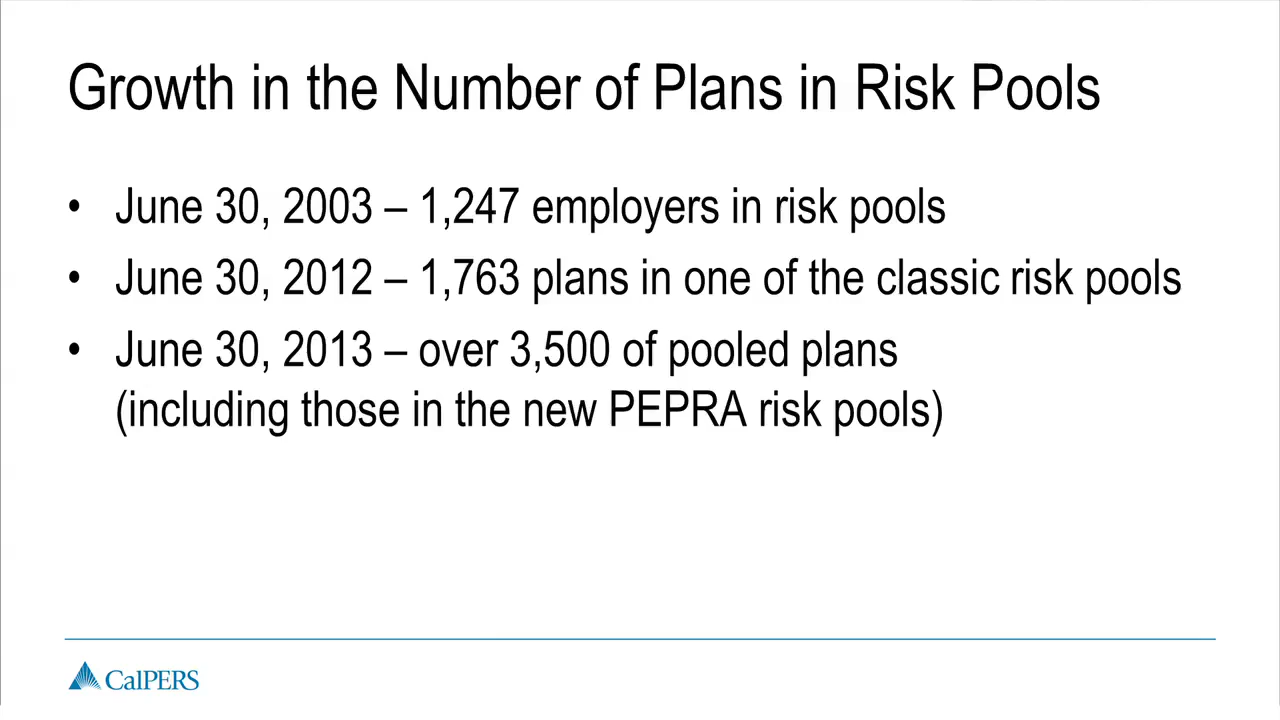 Growth in the Number of Plans in Risk Pools
• June 30, 2003 – 1,247 employers in risk pools
• June 30, 2012 – 1,763 plans in one of the classic risk pools
• June 30, 2013 – over 3,500 of pooled plans
(including those in the new PEPRA risk pools)
CalPERS